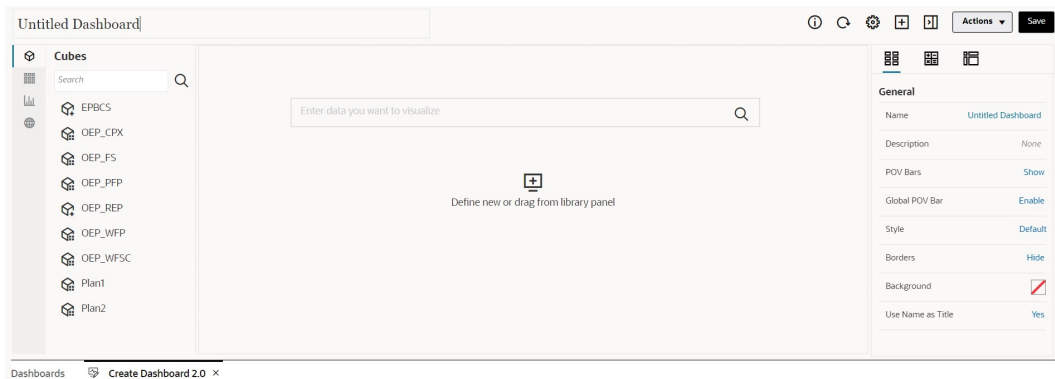 Untitled Dashboard
Actions
Save
Cubes
Search
EPBCS
OEP_CPX
OEP_FS
OEP_PFP
OEP_REP
OEP_WFP
OEP_WFSC
Plan1
Plan2
Enter data you want to visualize
Define new or drag from library panel
General
Name Untitled Dashboard
Description None
POV Bars Show
Global POV Bar Enable
Style Default
Borders Hide
Background
Use Name as Title Yes
Dashboards Create Dashboard 2.0 ×